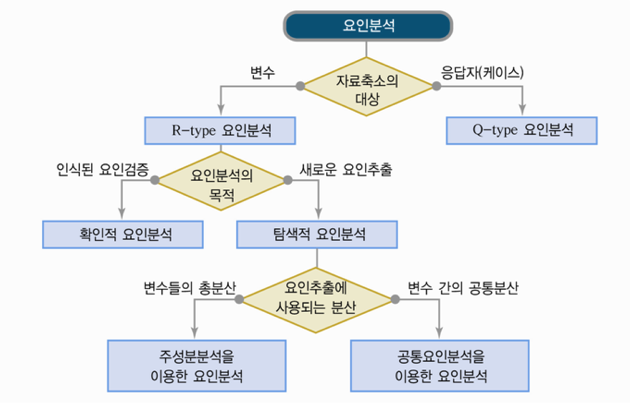 요인분석
변수
자료축소의
대상
응답자(케이스)
R-type 요인분석
Q-type 요인분석
인식된 요인검증
요인분석의
목적
새로운 요인추출
확인적 요인분석
탐색적 요인분석
변수들의 총분산
요인추출에
사용되는 분산
변수 간의 공통분산
주성분분석을
이용한 요인분석
공통요인분석을
이용한 요인분석